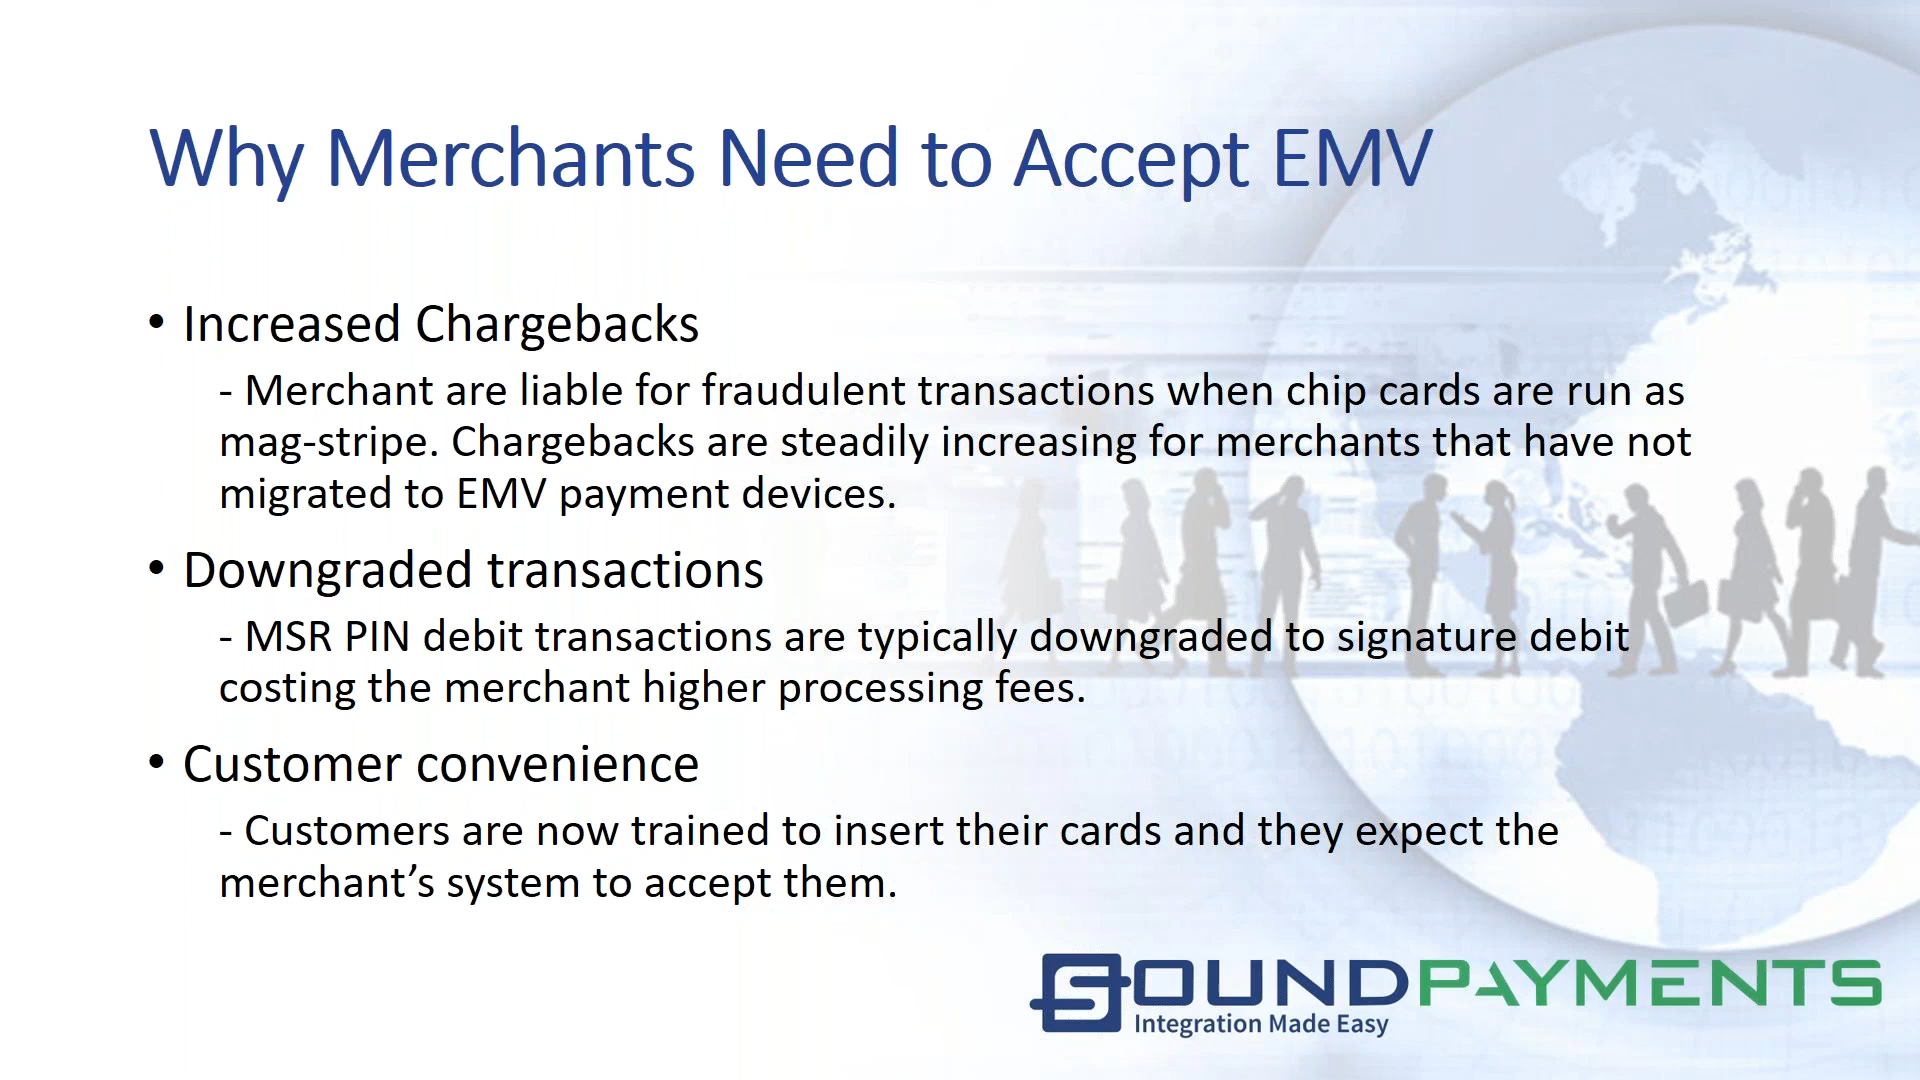 Why Merchants Need to Accept EMV
• Increased Chargebacks
- Merchant are liable for fraudulent transactions when chip cards are run as
mag-stripe. Chargebacks are steadily increasing for merchants that have not
migrated to EMV payment devices.
• Downgraded transactions
- MSR PIN debit transactions are typically downgraded to signature debit
costing the merchant higher processing fees.
• Customer convenience
- Customers are now trained to insert their cards and they expect the
merchant’s system to accept them.
SOUNDPAYMENTS
Integration Made Easy